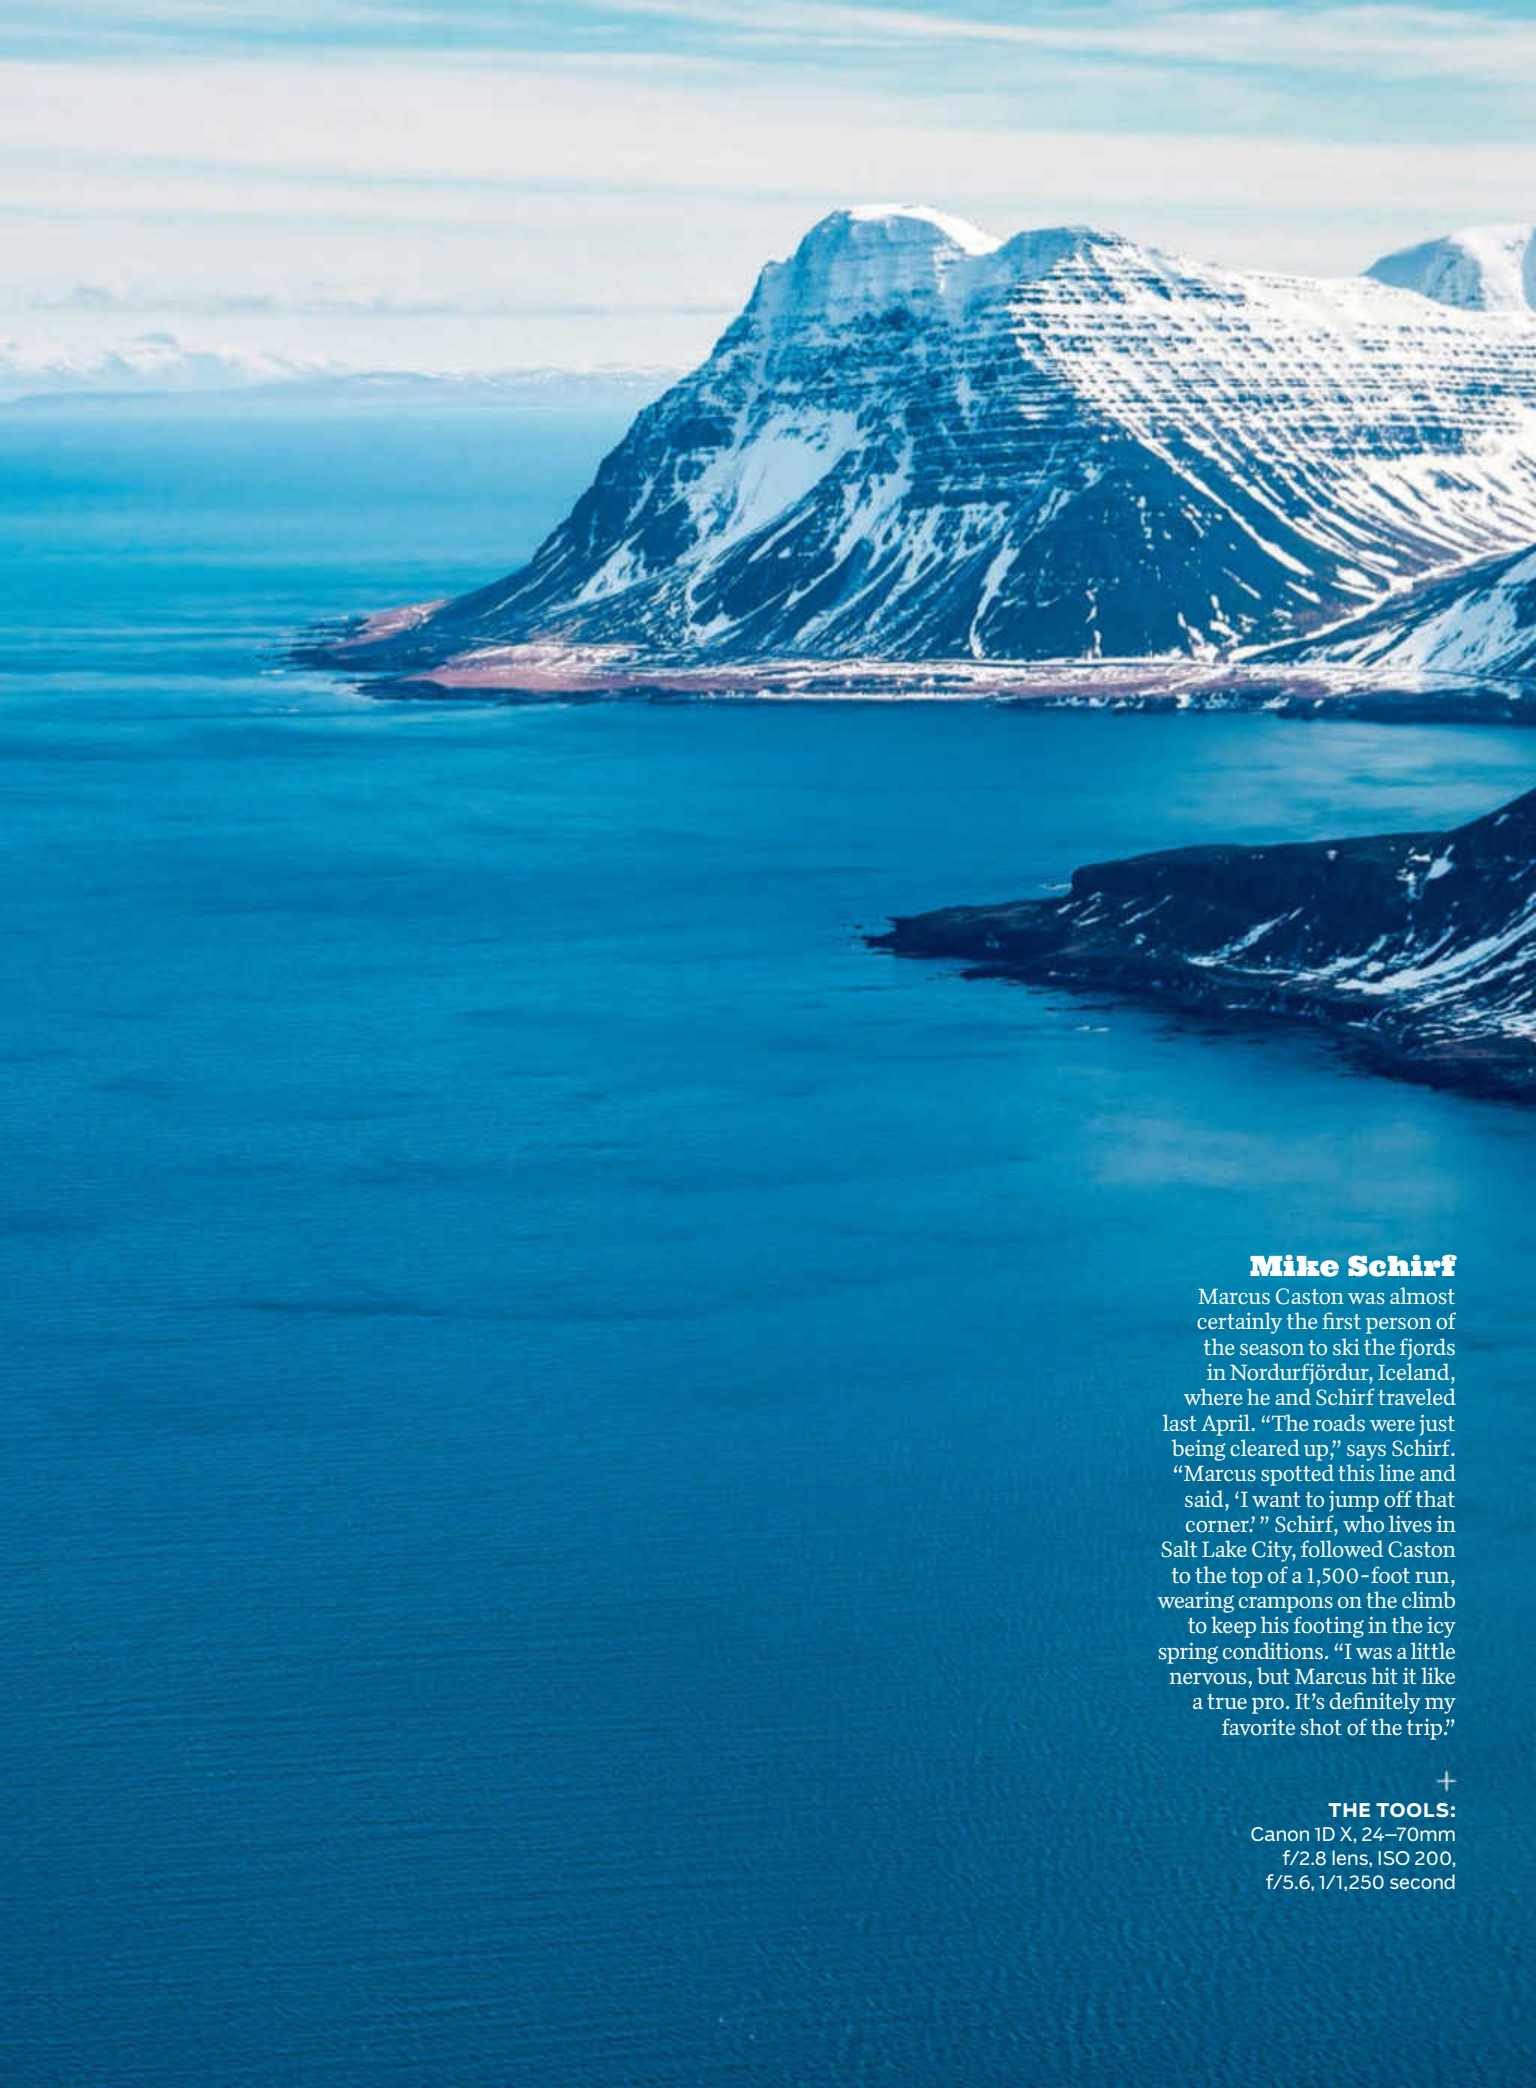 Mike Schirf
Marcus Caston was almost
certainly the first person of
the season to ski the fjords
in Nordurfjördur, Iceland,
where he and Schirf traveled
last April. “The roads were just
being cleared up,” says Schirf.
“Marcus spotted this line and
said, ‘I want to jump off that
corner.’ ” Schirf, who lives in
Salt Lake City, followed Caston
to the top of a 1,500-foot run,
wearing crampons on the climb
to keep his footing in the icy
spring conditions. “I was a little
nervous, but Marcus hit it like
a true pro. It’s definitely my
favorite shot of the trip.”
+
THE TOOLS:
Canon 1D X, 24–70mm
f/2.8 lens, ISO 200,
f/5.6, 1/1,250 second